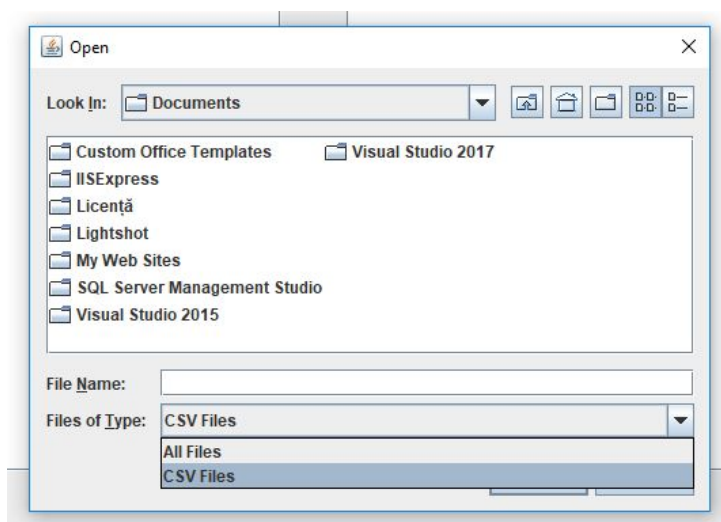 Open
Look In: Documents
Custom Office Templates
Visual Studio 2017
IISExpress
Licență
Lightshot
My Web Sites
SQL Server Management Studio
Visual Studio 2015
File Name:
Files of Type: CSV Files
All Files
CSV Files